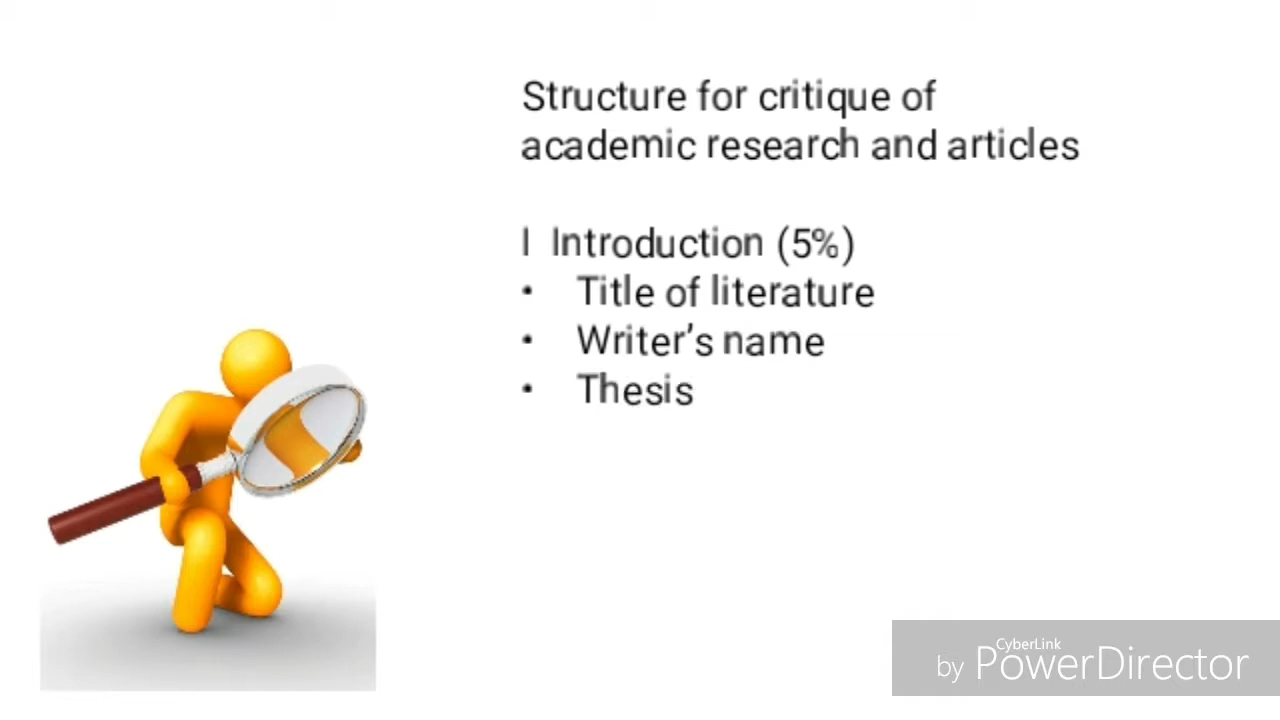 Structure for critique of
academic research and articles
I Introduction (5%)
• Title of literature
• Writer's name
• Thesis
CyberLink
by PowerDirector